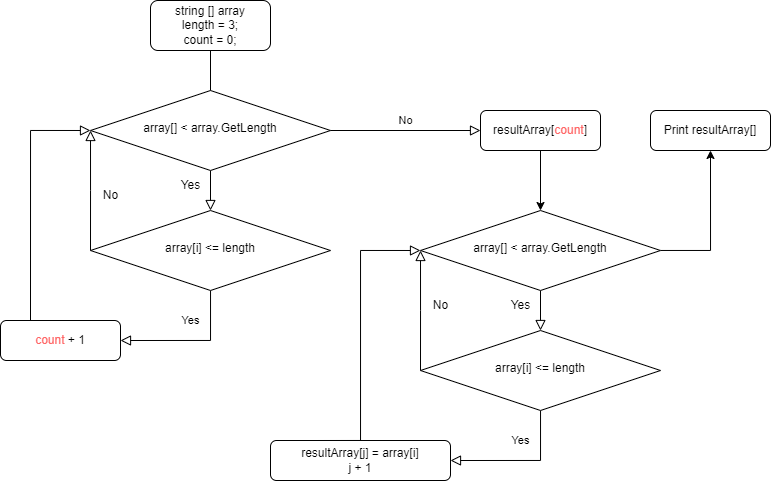 string [] array
length = 3;
count = 0;
array[] < array.GetLength
No
resultArray[count]
Print resultArray[]
Yes
No
array[i] <= length
array[] < array.GetLength
Yes
count + 1
No
Yes
array[i] <= length
Yes
resultArray[j] = array[i]
j + 1